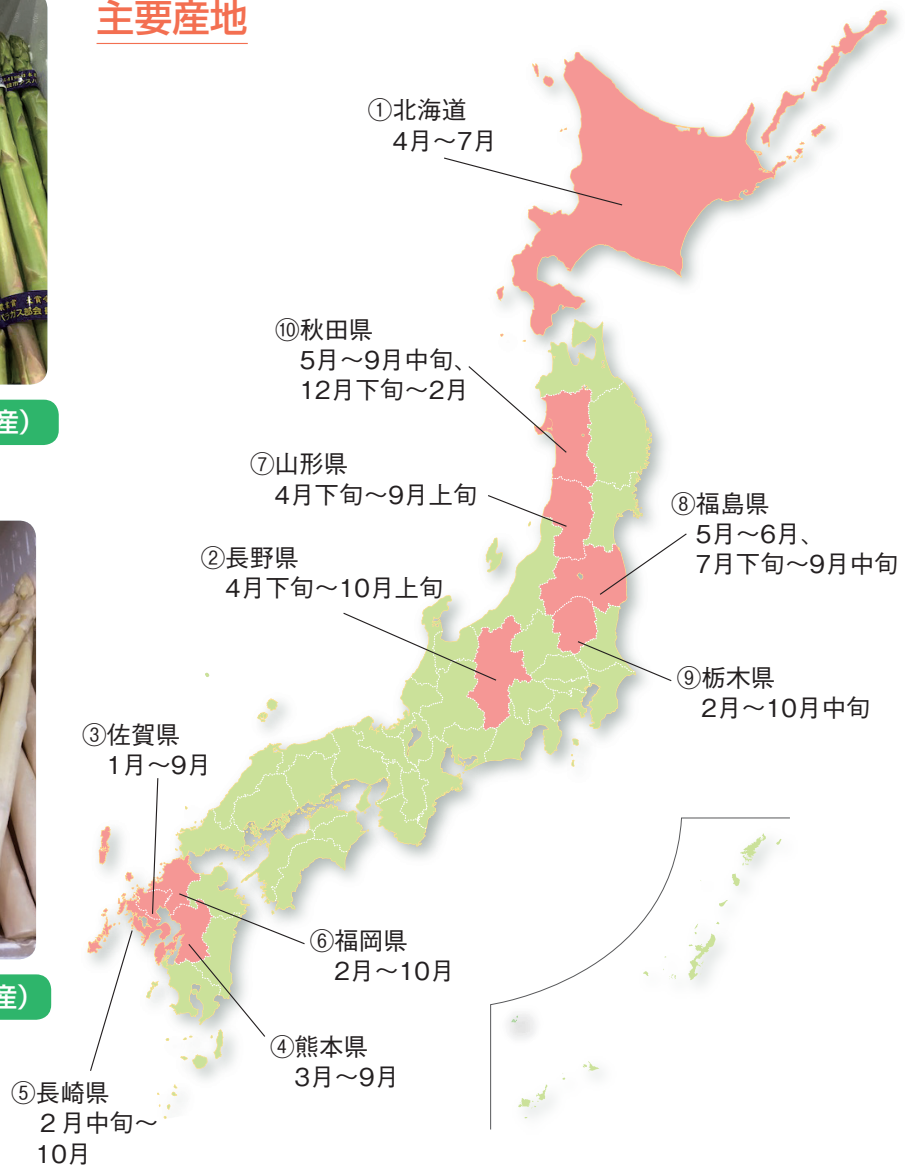 主要産地
①北海道
4月～7月
⑩秋田県
5月～9月中旬、
12月下旬～2月
⑦山形県
4月下旬～9月上旬
⑧福島県
5月～6月、
7月下旬～9月中旬
②長野県
4月下旬～10月上旬
⑨栃木県
2月～10月中旬
③佐賀県
1月～9月
⑥福岡県
2月～10月
④熊本県
3月～9月
⑤長崎県
2月中旬～
10月
産）
産）